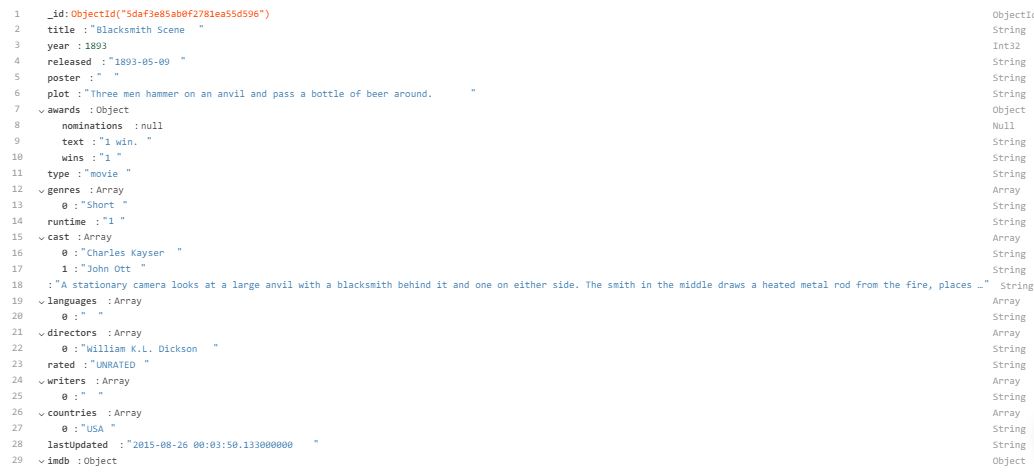 1 _id: ObjectId("5daf3e85ab0f2781ea55d596") ObjectId
2 title : "Blacksmith Scene " String
3 year : 1893 Int32
4 released : "1893-05-09 " String
5 poster : " " String
6 plot : "Three men hammer on an anvil and pass a bottle of beer around. " String
7 awards : Object Object
8 nominations : null Null
9 text : "1 win. " String
10 wins : "1 " String
11 type : "movie " String
12 genres : Array Array
13 0 : "Short " String
14 runtime : "1 " String
15 cast : Array Array
16 0 : "Charles Kayser " String
17 1 : "John Ott " String
18 : "A stationary camera looks at a large anvil with a blacksmith behind it and one on either side. The smith in the middle draws a heated metal rod from the fire, places …" String
19 languages : Array Array
20 0 : " " String
21 directors : Array Array
22 0 : "William K.L. Dickson " String
23 rated : "UNRATED " String
24 writers : Array Array
25 0 : " " String
26 countries : Array Array
27 0 : "USA " String
28 lastUpdated : "2015-08-26 00:03:50.133000000 " String
29 imdb : Object Object